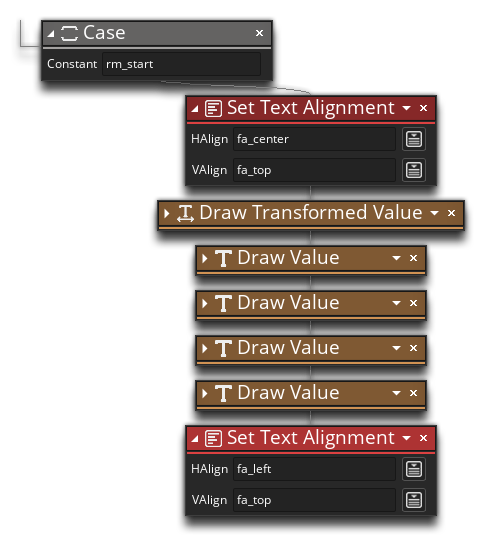 Case
Constant rm_start
Set Text Alignment
HAlign fa_center
VAlign fa_top
Draw Transformed Value
Draw Value
Draw Value
Draw Value
Draw Value
Set Text Alignment
HAlign fa_left
VAlign fa_top